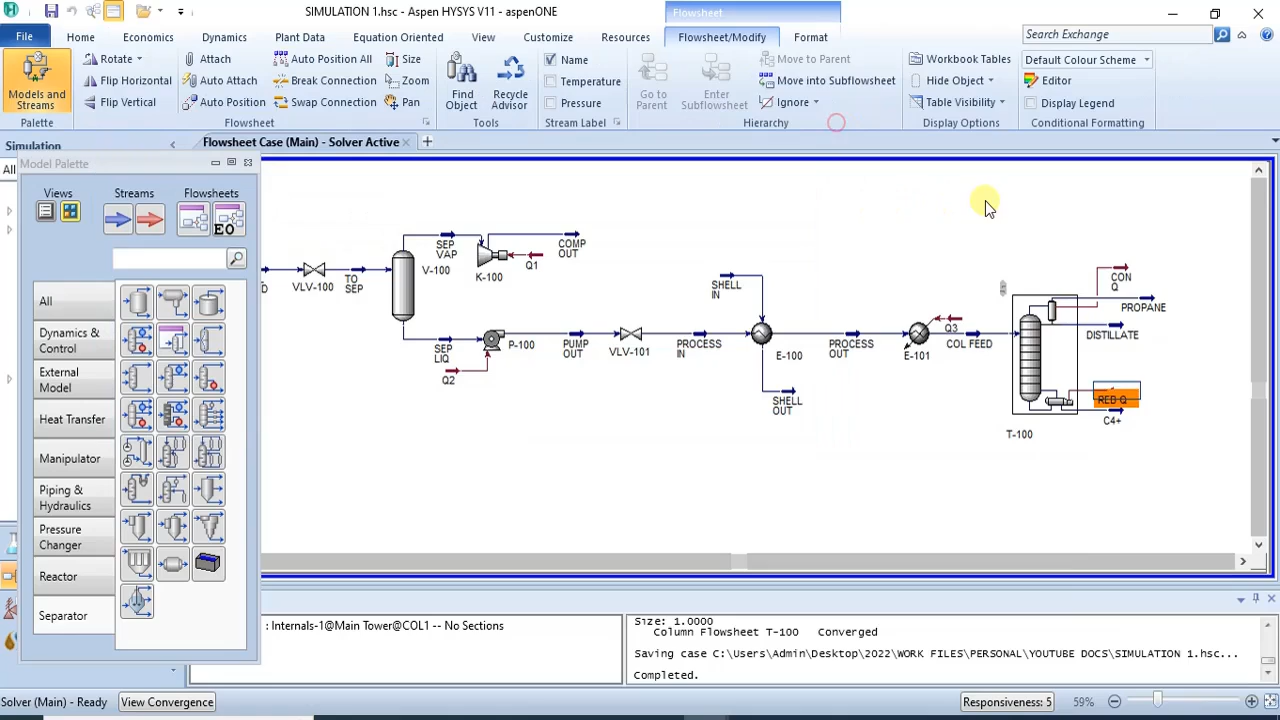 SIMULATION 1.hsc - Aspen HYSYS V11 - aspenONE
Flowsheet
File Home Economics Dynamics Plant Data Equation Oriented View Customize Resources Flowsheet/Modify Format
Search Exchange
Models and Streams
Palette
Rotate
Flip Horizontal
Flip Vertical
Attach
Auto Attach
Auto Position
Auto Position All
Break Connection
Swap Connection
Size
Zoom
Pan
Flowsheet
Find Object
Recycle Advisor
Tools
Name
Temperature
Pressure
Stream Label
Go to Parent
Enter Subflowsheet
Move to Parent
Move into Subflowsheet
Ignore
Hierarchy
Workbook Tables
Hide Object
Table Visibility
Display Options
Default Colour Scheme
Editor
Display Legend
Conditional Formatting
Simulation
All
Flowsheet Case (Main) - Solver Active
Model Palette
Views Streams Flowsheets
EO
All
Dynamics & Control
External Model
Heat Transfer
Manipulator
Piping & Hydraulics
Pressure Changer
Reactor
Separator
D
VLV-100
TO SEP
V-100
SEP VAP
K-100
Q1
COMP OUT
SEP LIQ
Q2
P-100
PUMP OUT
VLV-101
PROCESS IN
SHELL IN
E-100
SHELL OUT
PROCESS OUT
E-101
Q3
COL FEED
T-100
CON Q
PROPANE
DISTILLATE
REB Q
C4+
: Internals-1@Main Tower@COL1 -- No Sections
Size: 1.0000
Column Flowsheet T-100 Converged
Saving case C:\Users\Admin\Desktop\2022\WORK FILES\PERSONAL\YOUTUBE DOCS\SIMULATION 1.hsc...
Completed.
Solver (Main) - Ready
View Convergence
Responsiveness: 5
59%